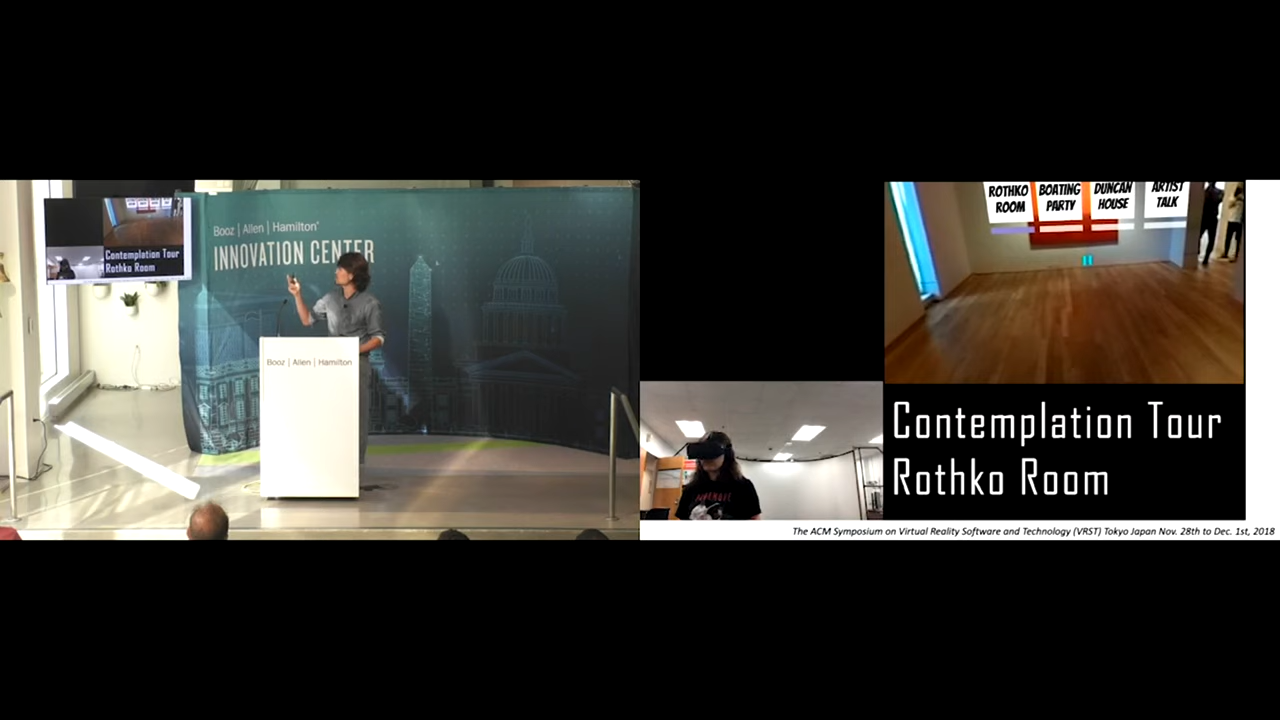 Contemplation Tour
Rothko Room
Booz | Allen | Hamilton®
INNOVATION CENTER
Booz | Allen | Hamilton
ROTHKO ROOM
BOATING PARTY
DUNCAN HOUSE
ARTIST TALK
Contemplation Tour
Rothko Room
The ACM Symposium on Virtual Reality Software and Technology (VRST) Tokyo Japan Nov. 28th to Dec. 1st, 2018